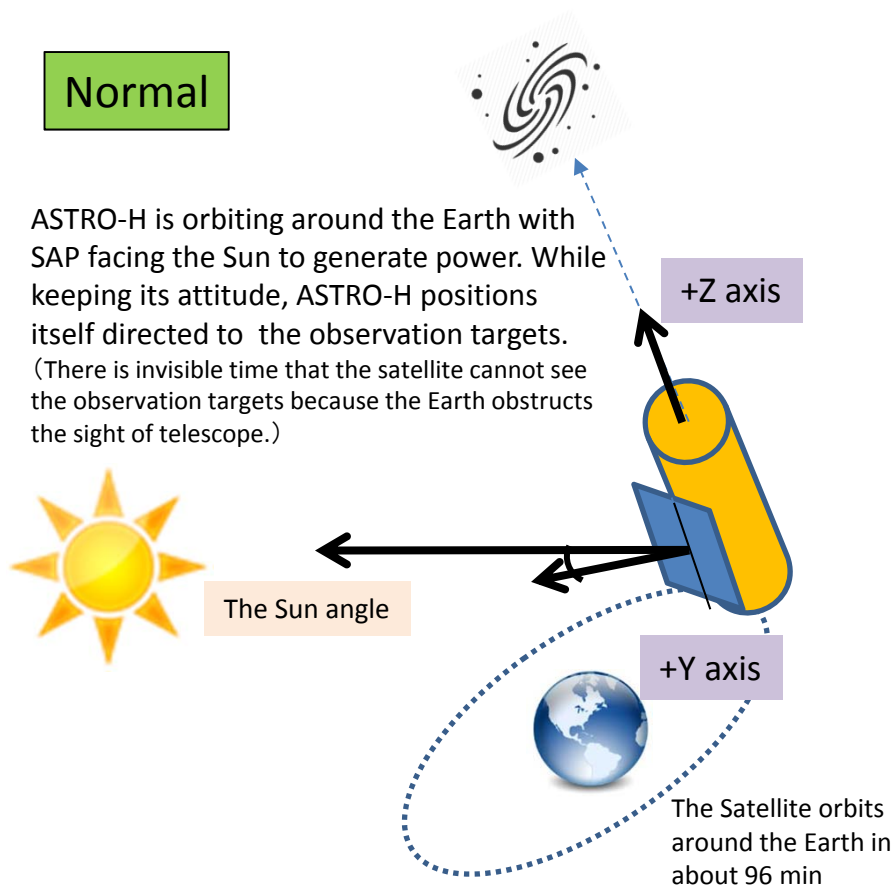 Normal
ASTRO-H is orbiting around the Earth with
SAP facing the Sun to generate power. While
keeping its attitude, ASTRO-H positions
itself directed to the observation targets.
（There is invisible time that the satellite cannot see
the observation targets because the Earth obstructs
the sight of telescope.）
+Z axis
The Sun angle
+Y axis
The Satellite orbits
around the Earth in
about 96 min